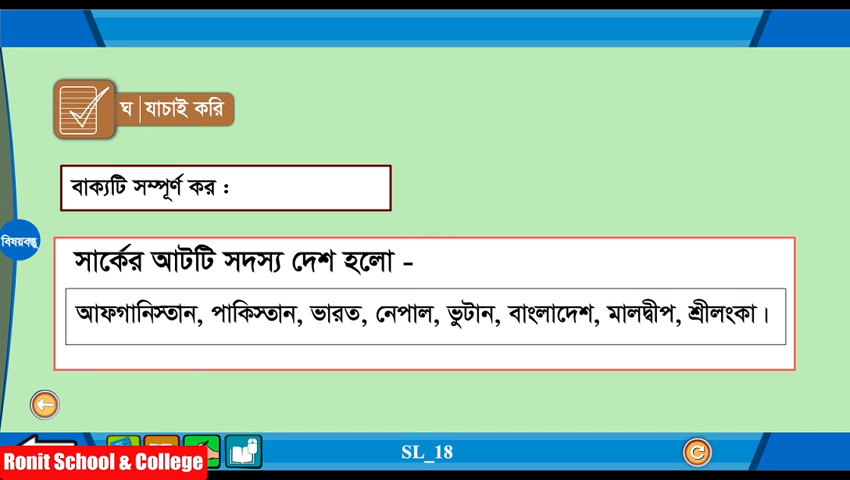 ঘ | যাচাই করি
বাক্যটি সম্পূর্ণ কর :
বিষয়বস্তু
সার্কের আটটি সদস্য দেশ হলো -
আফগানিস্তান, পাকিস্তান, ভারত, নেপাল, ভুটান, বাংলাদেশ, মালদ্বীপ, শ্রীলংকা।
SL_18
Ronit School & College